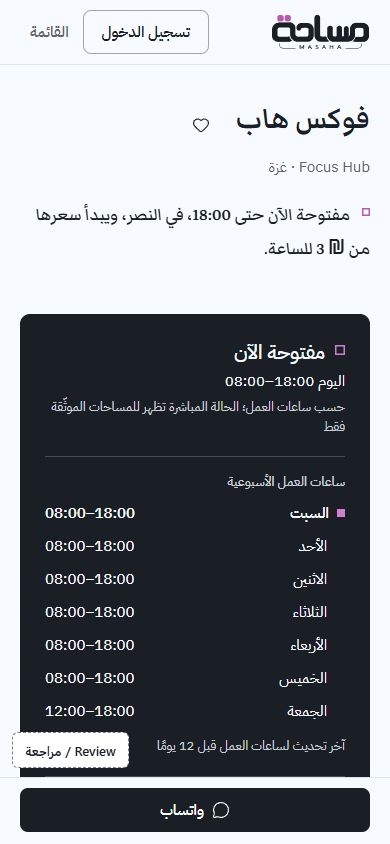 مساحة
MASAHA
تسجيل الدخول
القائمة
فوكس هاب
Focus Hub · غزة
مفتوحة الآن حتى 18:00، في النصر، ويبدأ سعرها
من ₪ 3 للساعة.
مفتوحة الآن
اليوم 08:00–18:00
حسب ساعات العمل؛ الحالة المباشرة تظهر للمساحات الموثّقة
فقط
ساعات العمل الأسبوعية
السبت 08:00–18:00
الأحد 08:00–18:00
الاثنين 08:00–18:00
الثلاثاء 08:00–18:00
الأربعاء 08:00–18:00
الخميس 08:00–18:00
الجمعة 12:00–18:00
آخر تحديث لساعات العمل قبل 12 يومًا
Review / مراجعة
واتساب